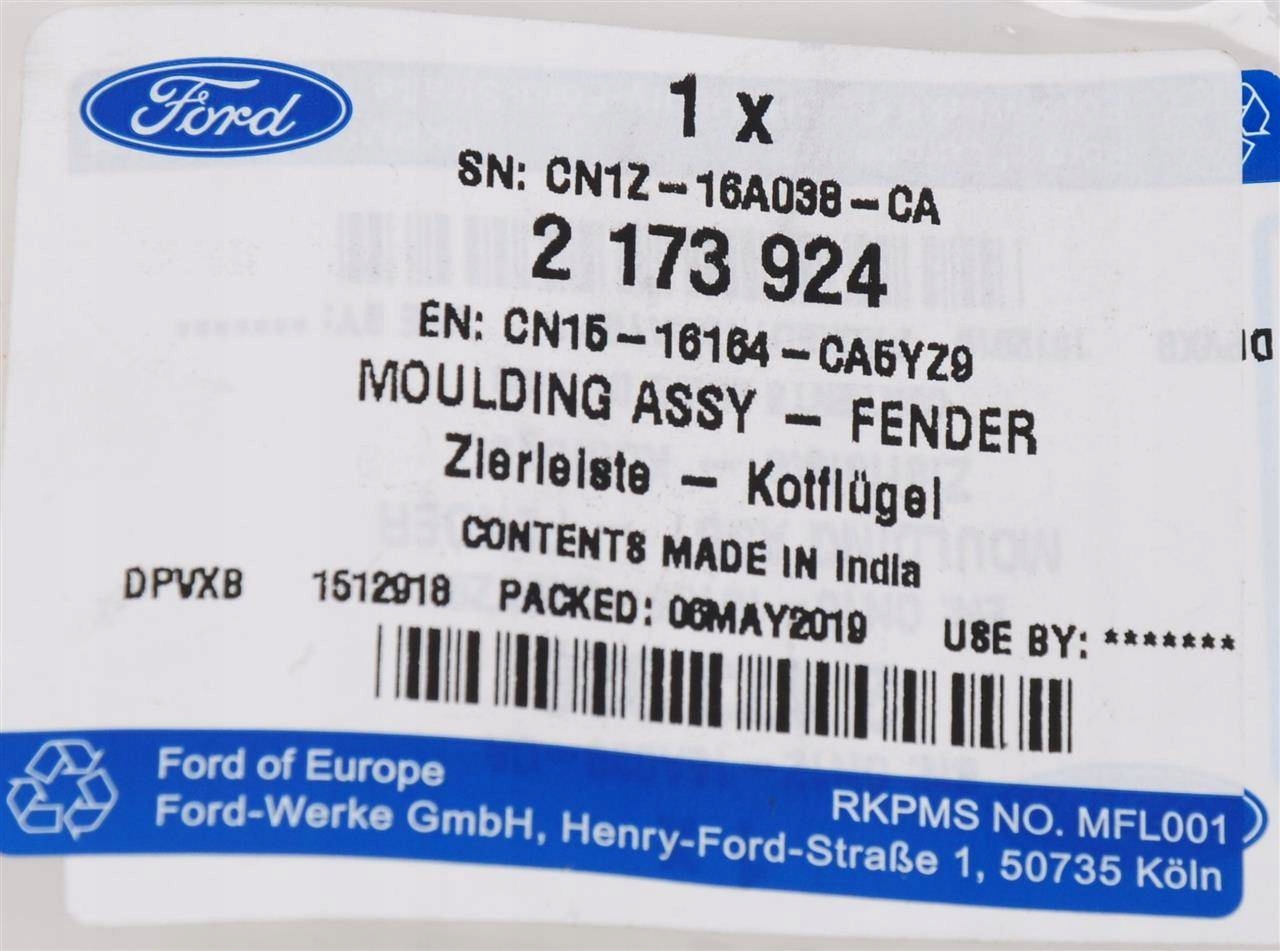 Ford
1 x
SN: CN1Z-16A038-CA
2 173 924
EN: CN15-16164-CA5YZ9
MOULDING ASSY - FENDER
Zierleiste - Kotflügel
CONTENTS MADE IN India
DPVXB 1512918 PACKED: 06MAY2019 USE BY: *******
Ford of Europe
RKPMS NO. MFL001
Ford-Werke GmbH, Henry-Ford-Straße 1, 50735 Köln